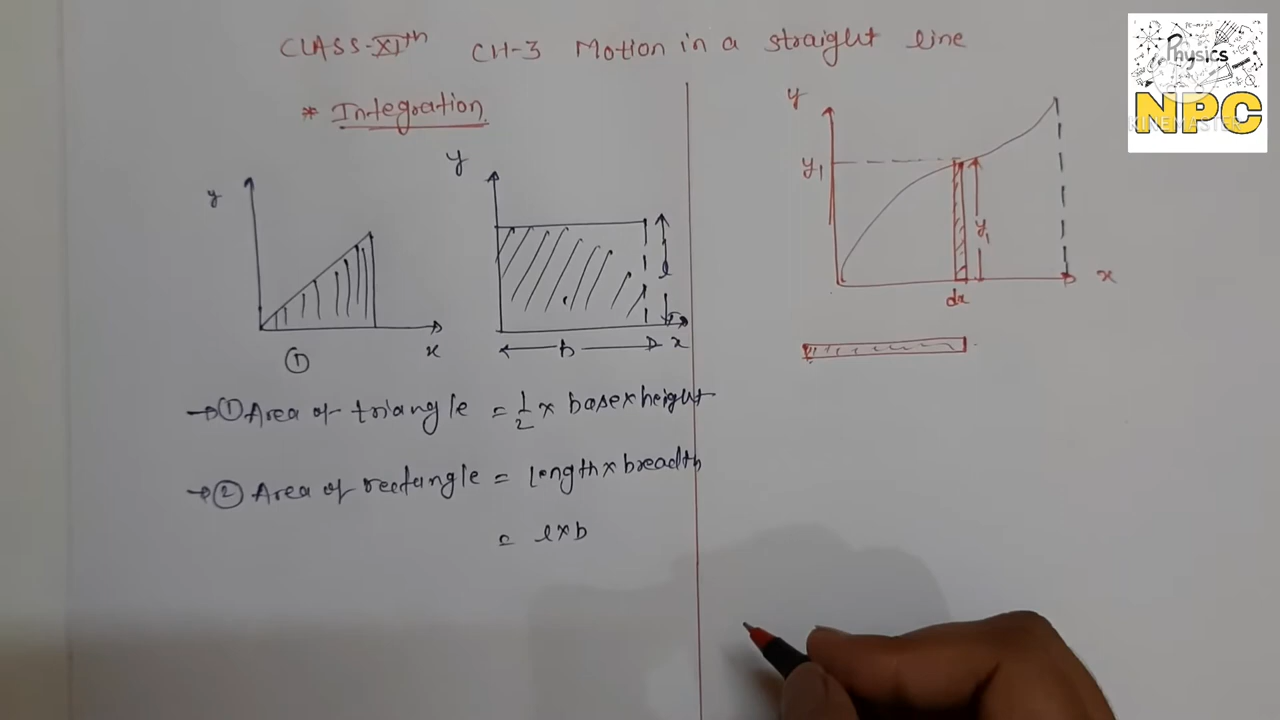 CLASS-XIth CH-3 Motion in a straight line
* Integration
y
x
①
y
l
b
x
→① Area of triangle = 1/2 x base x height
→② Area of rectangle = length x breadth
= l x b
y
y1
y1
dx
x
Physics
NPC
KINEMASTER